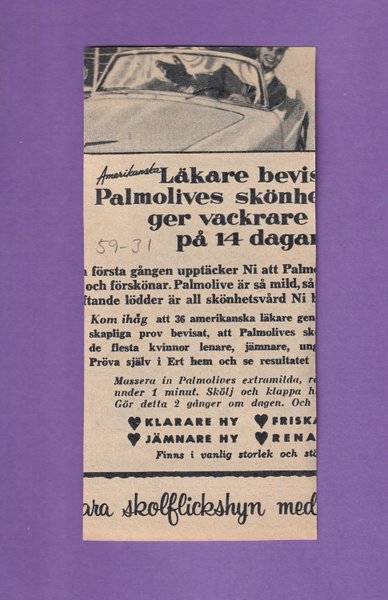 Amerikanska Läkare bevis
Palmolives skönhe
ger vackrare
59-31
på 14 dagar
första gången upptäcker Ni att Palmo
och förskönar. Palmolive är så mild, så
ftande lödder är all skönhetsvård Ni b
Kom ihåg att 36 amerikanska läkare gen
skapliga prov bevisat, att Palmolives sk
de flesta kvinnor lenare, jämnare, ung
Pröva själv i Ert hem och se resultatet
Massera in Palmolives extramilda, r
under 1 minut. Skölj och klappa h
Gör detta 2 gånger om dagen. Och
KLARARE HY FRISKA
JÄMNARE HY RENA
Finns i vanlig storlek och stö
ara skolflickshyn med